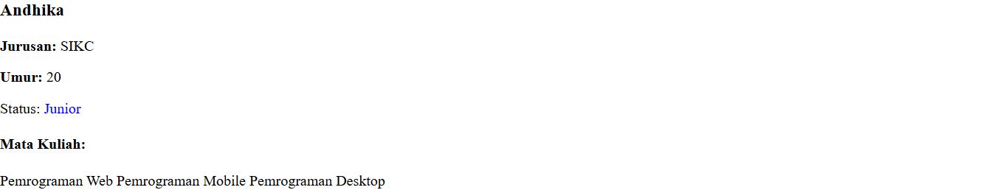 Andhika
Jurusan: SIKC
Umur: 20
Status: Junior
Mata Kuliah:
Pemrograman Web Pemrograman Mobile Pemrograman Desktop